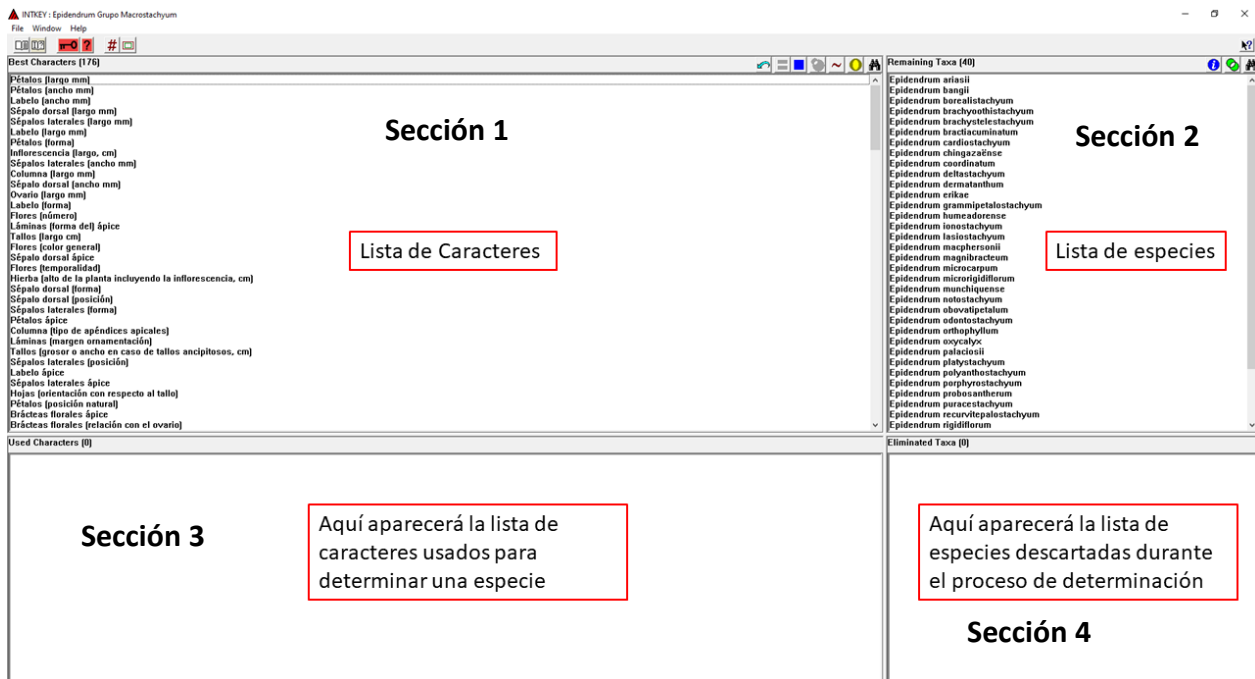 INTKEY : Epidendrum Grupo Macrostachyum
File Window Help
Best Characters [176]
Pétalos [largo mm]
Pétalos [ancho mm]
Labelo [ancho mm]
Sépalo dorsal [largo mm]
Sépalos laterales [largo mm]
Labelo [largo mm]
Pétalos [forma]
Inflorescencia [largo, cm]
Sépalos laterales [ancho mm]
Columna [largo mm]
Sépalo dorsal [ancho mm]
Ovario [largo mm]
Labelo [forma]
Flores [número]
Láminas [forma del] ápice
Tallos [largo cm]
Flores [color general]
Sépalo dorsal ápice
Flores [temporalidad]
Hierba [alto de la planta incluyendo la inflorescencia, cm]
Sépalo dorsal [forma]
Sépalo dorsal [posición]
Sépalos laterales [forma]
Pétalos ápice
Columna [tipo de apéndices apicales]
Láminas [margen ornamentación]
Tallos [grosor o ancho en caso de tallos ancipitosos, cm]
Sépalos laterales [posición]
Labelo ápice
Sépalos laterales ápice
Hojas [orientación con respecto al tallo]
Pétalos [posición natural]
Brácteas florales ápice
Brácteas florales [relación con el ovario]
Sección 1
Lista de Caracteres
Remaining Taxa [40]
Epidendrum ariasii
Epidendrum bangii
Epidendrum borealistachyum
Epidendrum brachyoothistachyum
Epidendrum brachystelestachyum
Epidendrum bractiacuminatum
Epidendrum cardiostachyum
Epidendrum chingazaënse
Epidendrum coordinatum
Epidendrum deltastachyum
Epidendrum dermatanthum
Epidendrum erikae
Epidendrum grammipetalostachyum
Epidendrum humeadorense
Epidendrum ionostachyum
Epidendrum lasiostachyum
Epidendrum macphersonii
Epidendrum magnibracteum
Epidendrum microcarpum
Epidendrum microrigidiflorum
Epidendrum munchiquense
Epidendrum notostachyum
Epidendrum obovatipetalum
Epidendrum odontostachyum
Epidendrum orthophyllum
Epidendrum oxycalyx
Epidendrum palaciosii
Epidendrum platystachyum
Epidendrum polyanthostachyum
Epidendrum porphyrostachyum
Epidendrum probosantherum
Epidendrum puracestachyum
Epidendrum recurvitepalostachyum
Epidendrum rigidiflorum
Sección 2
Lista de especies
Used Characters [0]
Sección 3
Aquí aparecerá la lista de
caracteres usados para
determinar una especie
Eliminated Taxa [0]
Aquí aparecerá la lista de
especies descartadas durante
el proceso de determinación
Sección 4